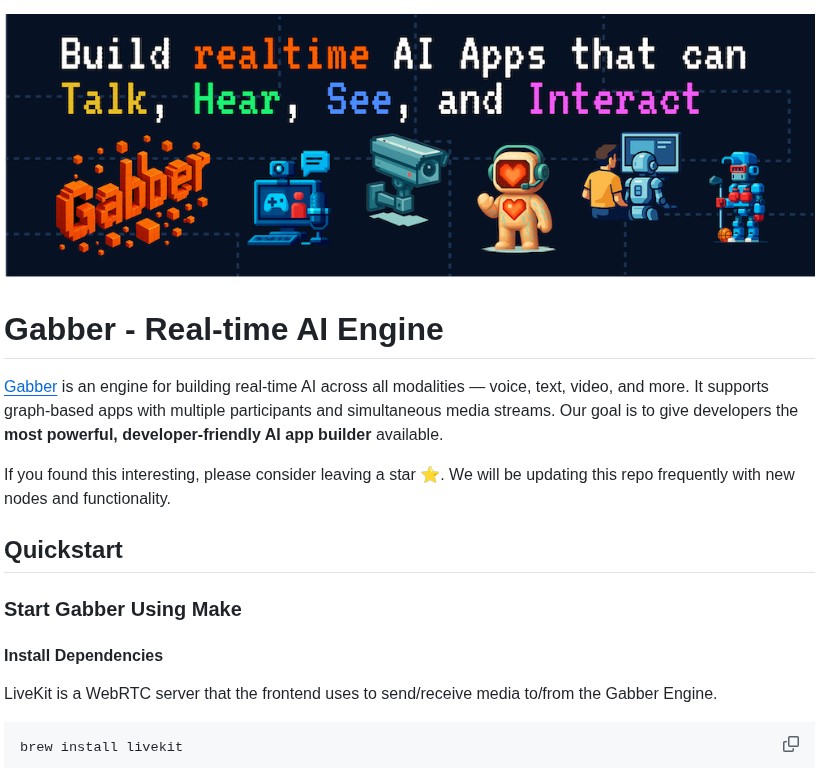 Build realtime AI Apps that can
Talk, Hear, See, and Interact
Gabber
Gabber - Real-time AI Engine
Gabber is an engine for building real-time AI across all modalities — voice, text, video, and more. It supports
graph-based apps with multiple participants and simultaneous media streams. Our goal is to give developers the
most powerful, developer-friendly AI app builder available.
If you found this interesting, please consider leaving a star ⭐. We will be updating this repo frequently with new
nodes and functionality.
Quickstart
Start Gabber Using Make
Install Dependencies
LiveKit is a WebRTC server that the frontend uses to send/receive media to/from the Gabber Engine.
brew install livekit